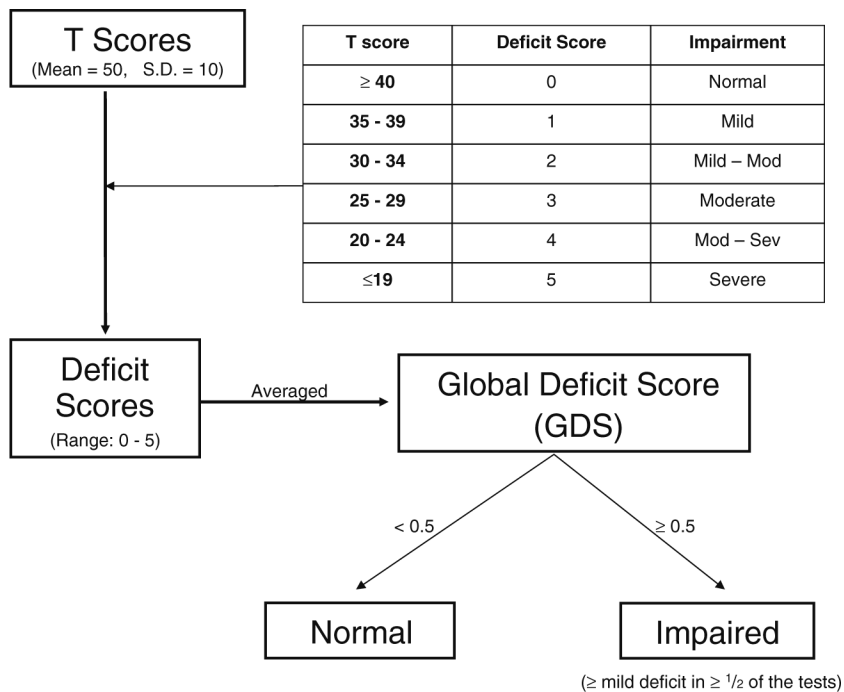 T Scores
(Mean = 50, S.D. = 10)
T score Deficit Score Impairment
≥ 40 0 Normal
35 - 39 1 Mild
30 - 34 2 Mild – Mod
25 - 29 3 Moderate
20 - 24 4 Mod – Sev
≤19 5 Severe
Deficit
Scores
(Range: 0 - 5)
Averaged
Global Deficit Score
(GDS)
< 0.5
≥ 0.5
Normal
Impaired
(≥ mild deficit in ≥ 1/2 of the tests)